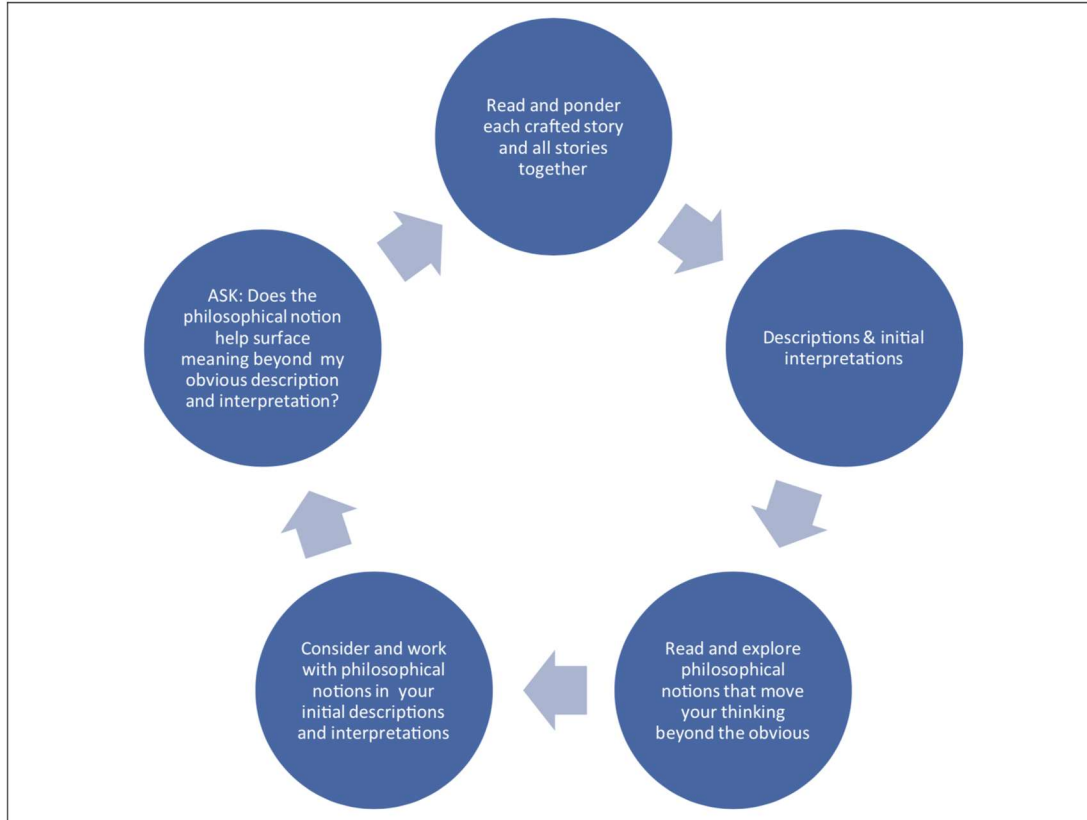 Read and ponder
each crafted story
and all stories
together
Descriptions & initial
interpretations
Read and explore
philosophical
notions that move
your thinking
beyond the obvious
Consider and work
with philosophical
notions in your
initial descriptions
and interpretations
ASK: Does the
philosophical notion
help surface
meaning beyond my
obvious description
and interpretation?